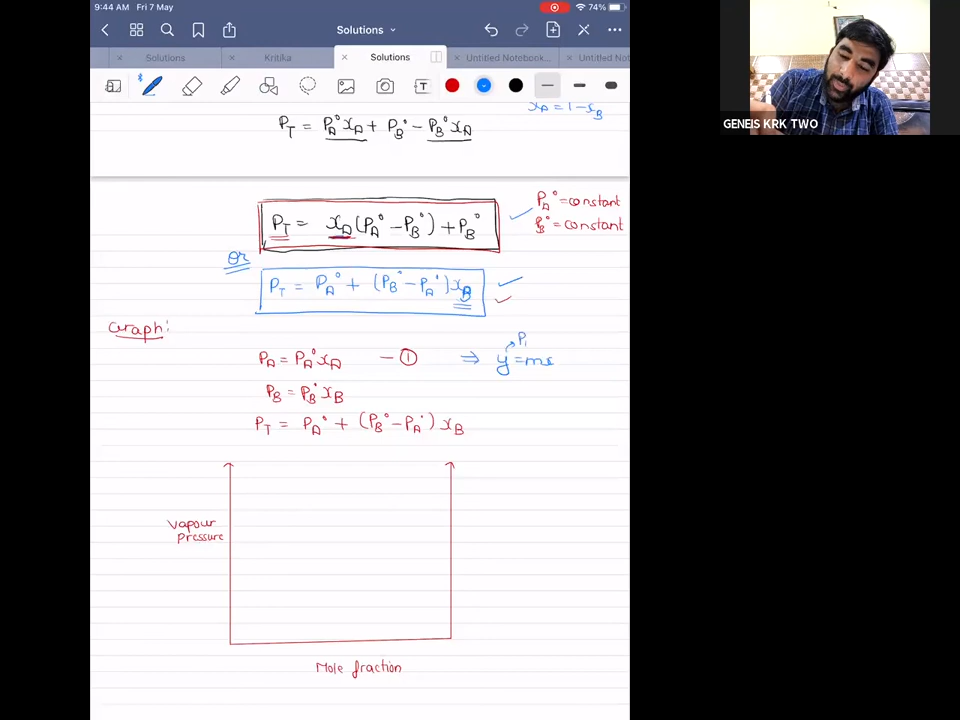 9:44 AM Fri 7 May
74%
Solutions
Solutions
Kritika
Solutions
Untitled Notebook...
Untitled Not
T
GENEIS KRK TWO
x_A = 1 - x_B
P_T = P_A° x_A + P_B° - P_B° x_A
P_T = x_A (P_A° - P_B°) + P_B°
P_A° = constant
P_B° = constant
or
P_T = P_A° + (P_B° - P_A°) x_B
Graph:
P_A = P_A° x_A - ① ⇒ y = mx
P_B = P_B° x_B
P_T = P_A° + (P_B° - P_A°) x_B
Vapour
Pressure
Mole fraction